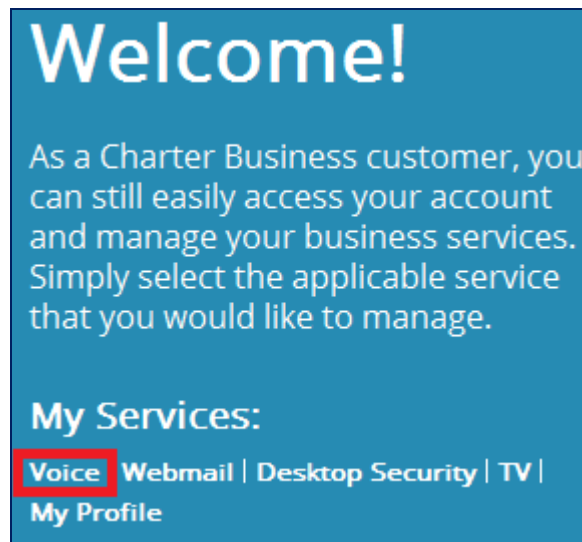 Welcome!
As a Charter Business customer, you
can still easily access your account
and manage your business services.
Simply select the applicable service
that you would like to manage.
My Services:
Voice Webmail | Desktop Security | TV |
My Profile